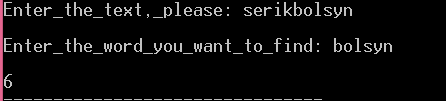 Enter_the_text,_please: serikbolsyn
Enter_the_word_you_want_to_find: bolsyn
6
--------------------------------